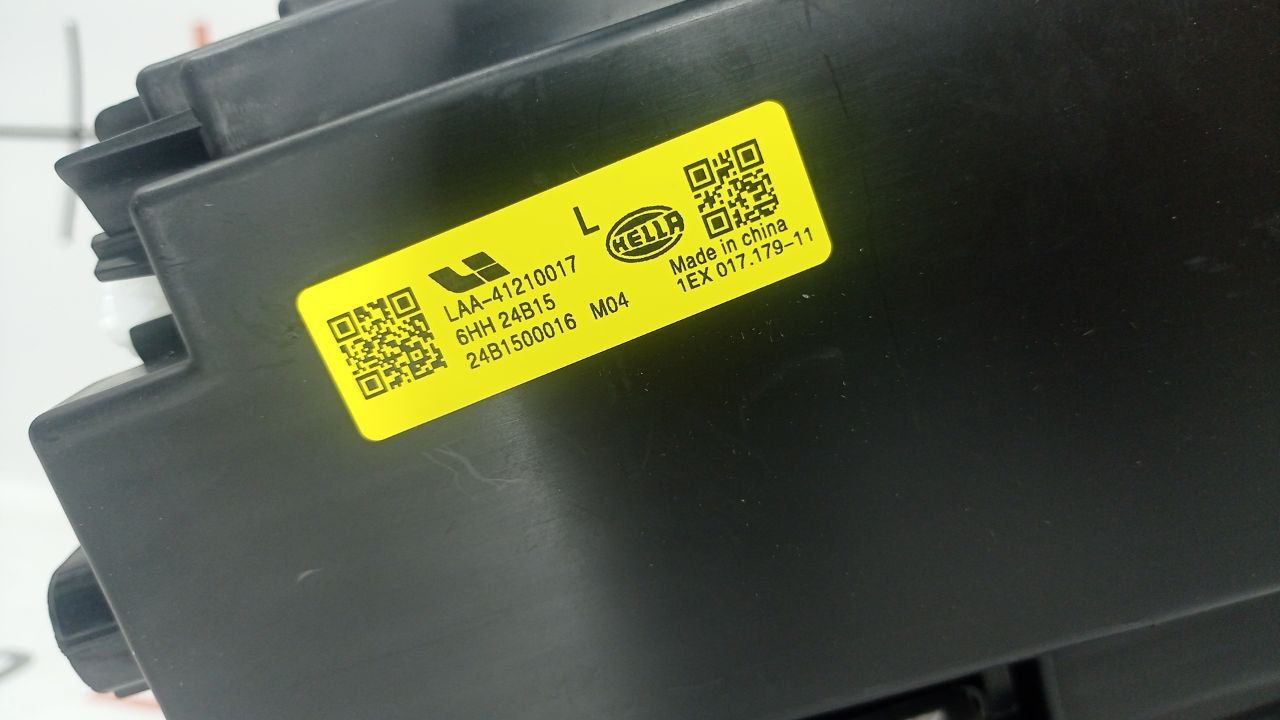 LAA-41210017
6HH 24B15
24B1500016 M04
L
HELLA
Made in china
1EX 017.179-11